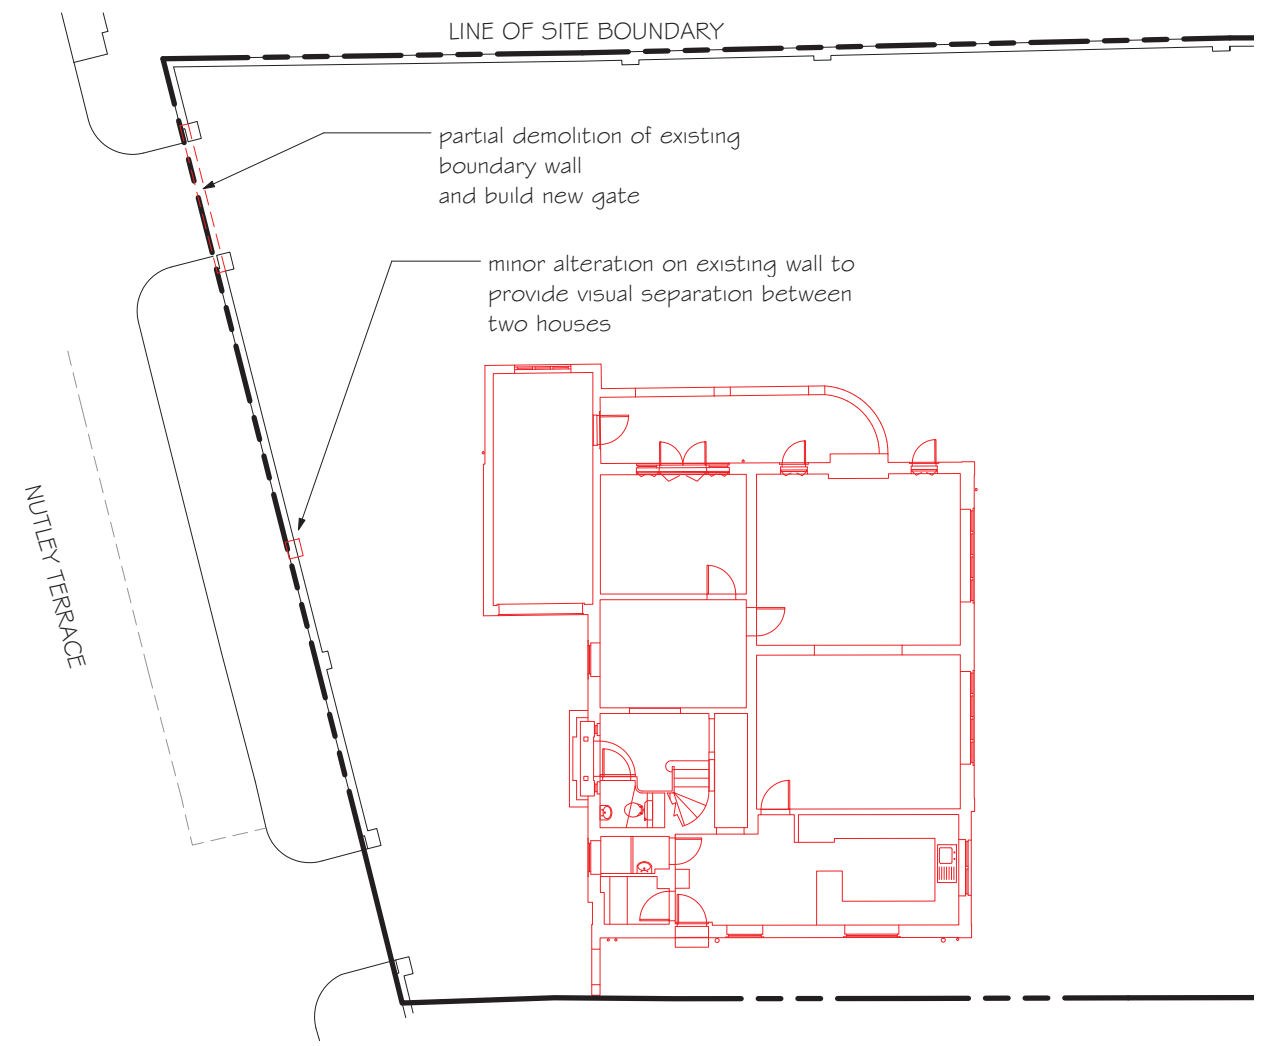 LINE OF SITE BOUNDARY
partial demolition of existing
boundary wall
and build new gate
minor alteration on existing wall to
provide visual separation between
two houses
NUTLEY TERRACE